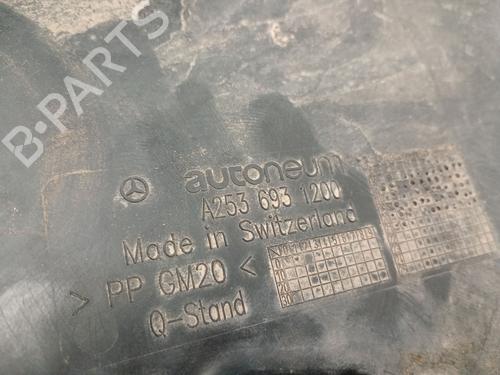 B-PARTS
autoneum
A253 693 1200
Made in Switzerland
> PP GM20 <
Q-Stand